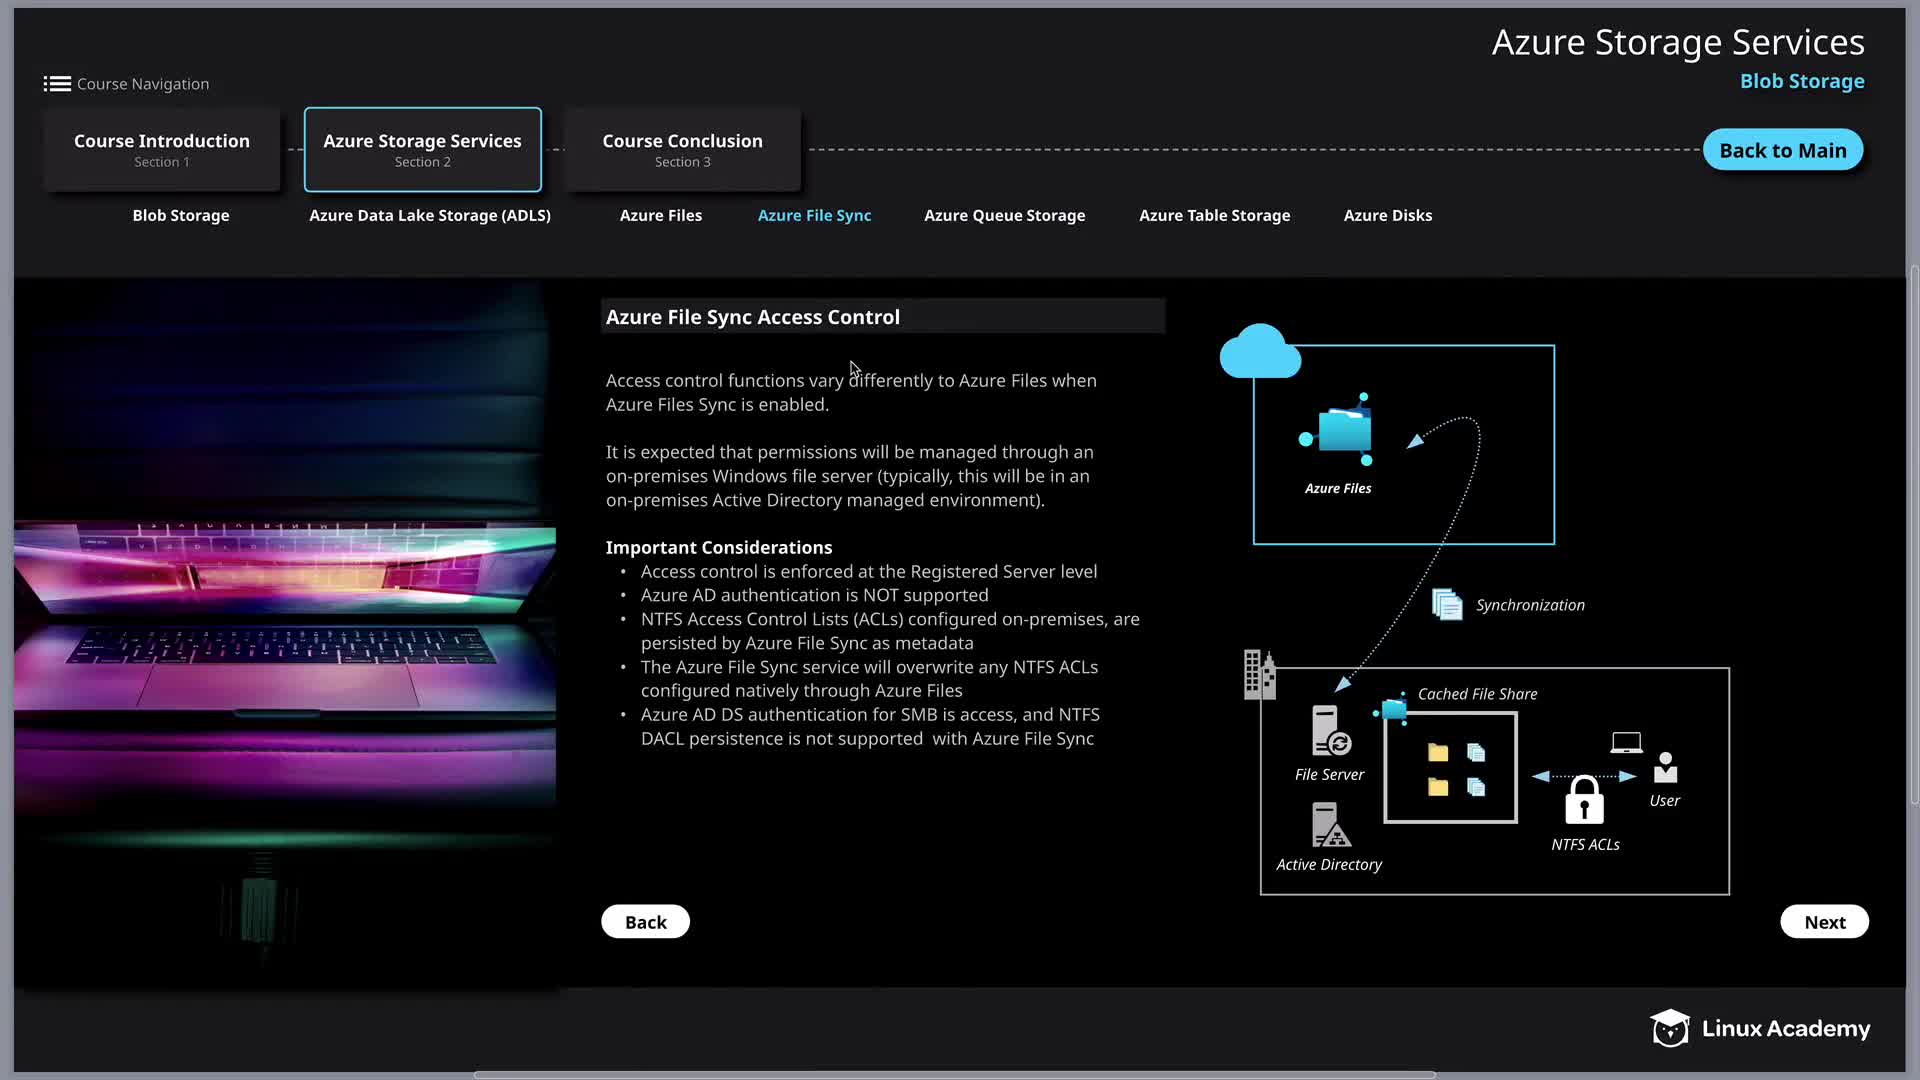 Azure Storage Services
Blob Storage
Course Navigation
Course Introduction
Section 1
Azure Storage Services
Section 2
Course Conclusion
Section 3
Back to Main
Blob Storage
Azure Data Lake Storage (ADLS)
Azure Files
Azure File Sync
Azure Queue Storage
Azure Table Storage
Azure Disks
Azure File Sync Access Control
Access control functions vary differently to Azure Files when
Azure Files Sync is enabled.
It is expected that permissions will be managed through an
on-premises Windows file server (typically, this will be in an
on-premises Active Directory managed environment).
Important Considerations
• Access control is enforced at the Registered Server level
• Azure AD authentication is NOT supported
• NTFS Access Control Lists (ACLs) configured on-premises, are
persisted by Azure File Sync as metadata
• The Azure File Sync service will overwrite any NTFS ACLs
configured natively through Azure Files
• Azure AD DS authentication for SMB is access, and NTFS
DACL persistence is not supported  with Azure File Sync
Azure Files
Synchronization
Cached File Share
File Server
User
NTFS ACLs
Active Directory
Back
Next
Linux Academy